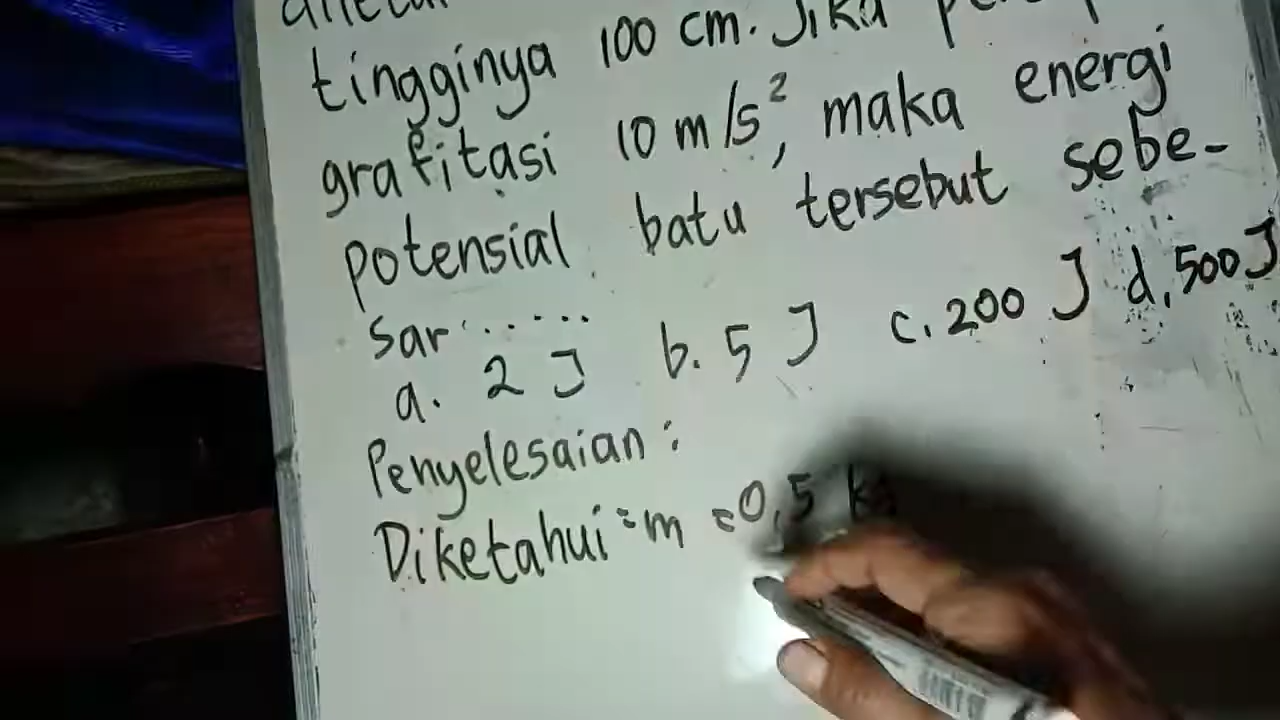 tingginya 100 cm. Jika
grafitasi 10 m/s², maka energi
potensial batu tersebut sebe-
sar......
a. 2 J b. 5 J c. 200 J d. 500 J
Penyelesaian :
Diketahui = m = 0,5 kg